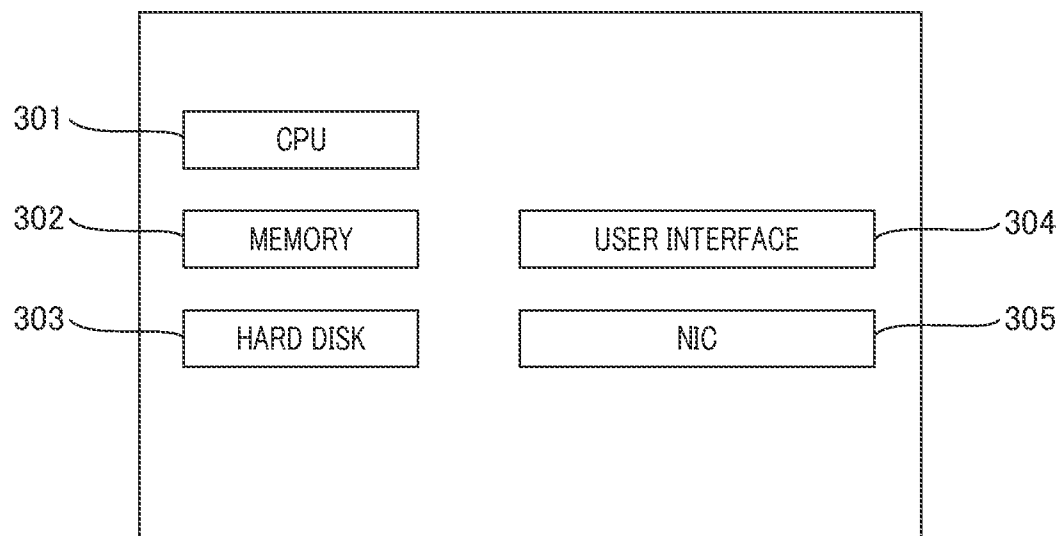 301
CPU
302
MEMORY
USER INTERFACE
304
303
HARD DISK
NIC
305